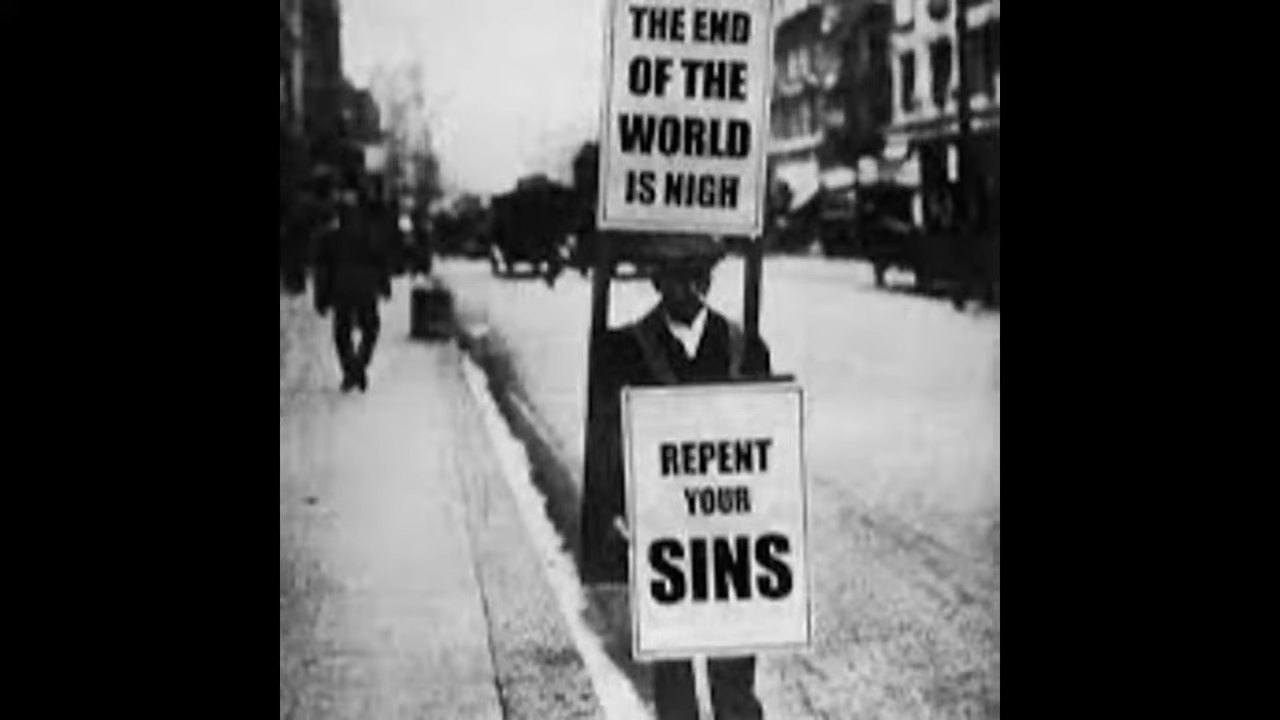 THE END
OF THE
WORLD
IS NIGH
REPENT
YOUR
SINS